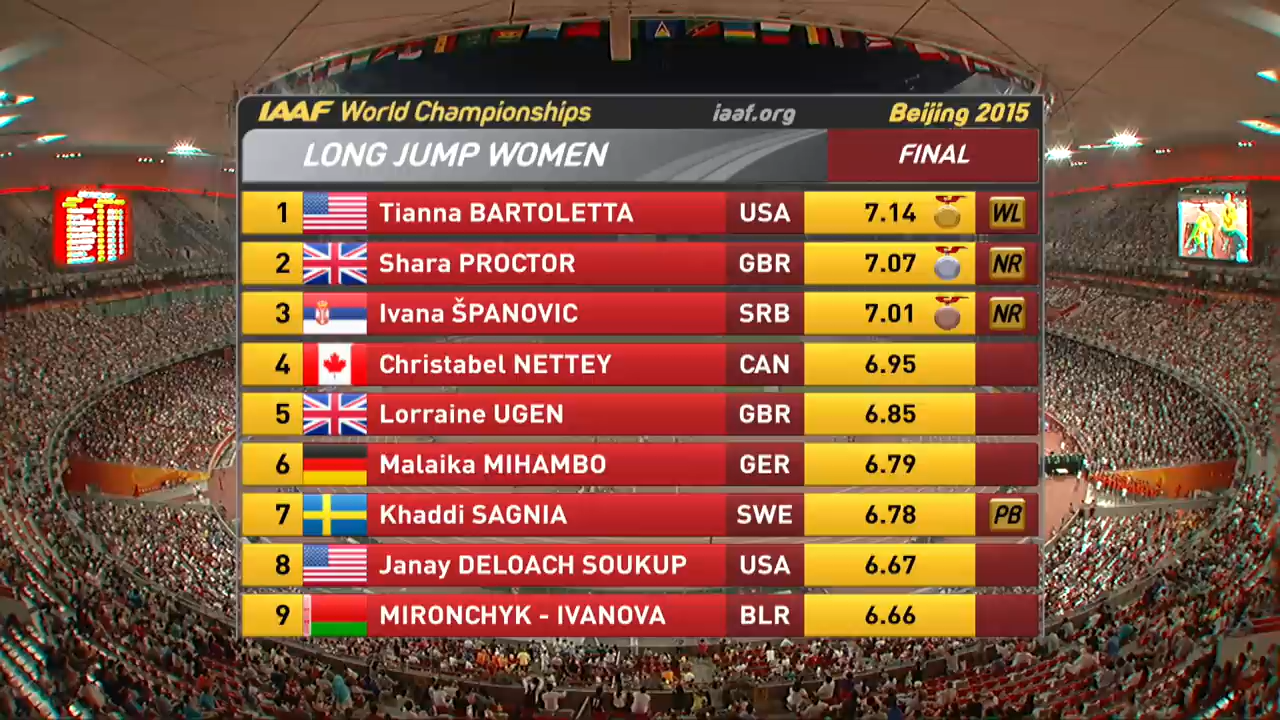 IAAF World Championships iaaf.org Beijing 2015
LONG JUMP WOMEN FINAL
1 Tianna BARTOLETTA USA 7.14 WL
2 Shara PROCTOR GBR 7.07 NR
3 Ivana ŠPANOVIC SRB 7.01 NR
4 Christabel NETTEY CAN 6.95
5 Lorraine UGEN GBR 6.85
6 Malaika MIHAMBO GER 6.79
7 Khaddi SAGNIA SWE 6.78 PB
8 Janay DELOACH SOUKUP USA 6.67
9 MIRONCHYK - IVANOVA BLR 6.66